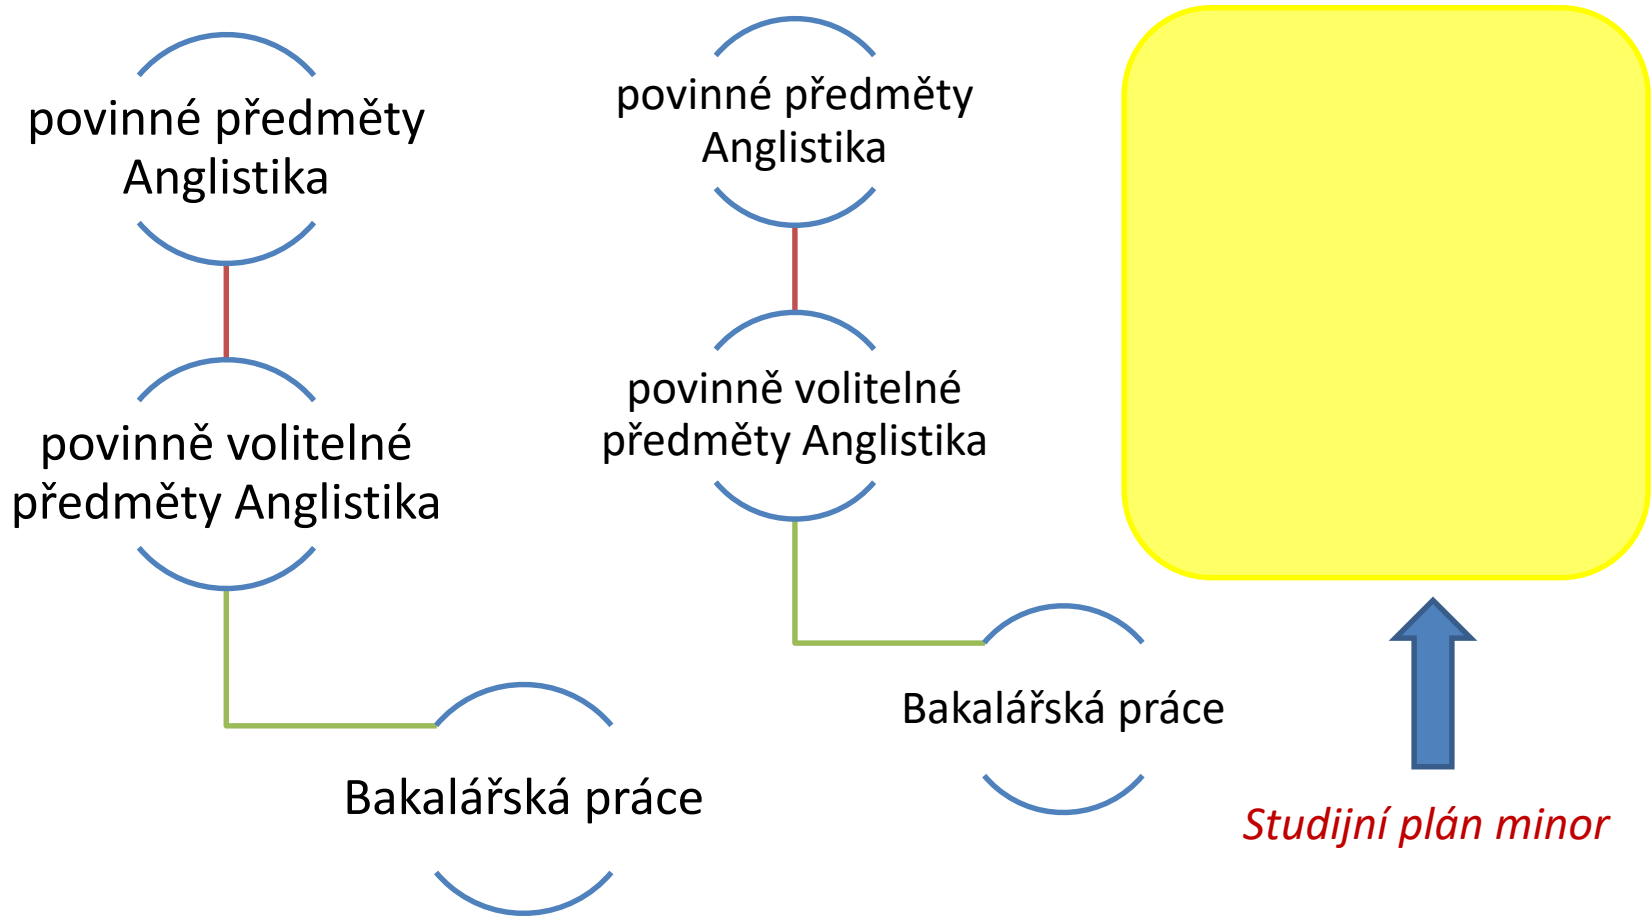 povinné předměty
Anglistika
povinně volitelné
předměty Anglistika
Bakalářská práce
povinné předměty
Anglistika
povinně volitelné
předměty Anglistika
Bakalářská práce
Studijní plán minor